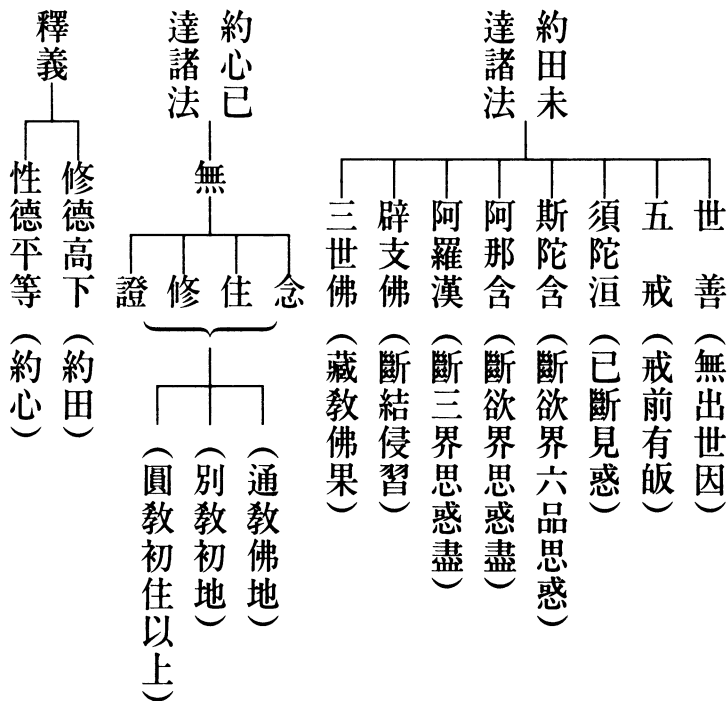 約田未
達諸法
世善（無出世因）
五戒（戒前有皈）
須陀洹（已斷見惑）
斯陀含（斷欲界六品思惑）
阿那含（斷欲界思惑盡）
阿羅漢（斷三界思惑盡）
辟支佛（斷結侵習）
三世佛（藏教佛果）
約心已
達諸法
無
念
住
修
證
（通教佛地）
（別教初地）
（圓教初住以上）
釋義
修德高下（約田）
性德平等（約心）